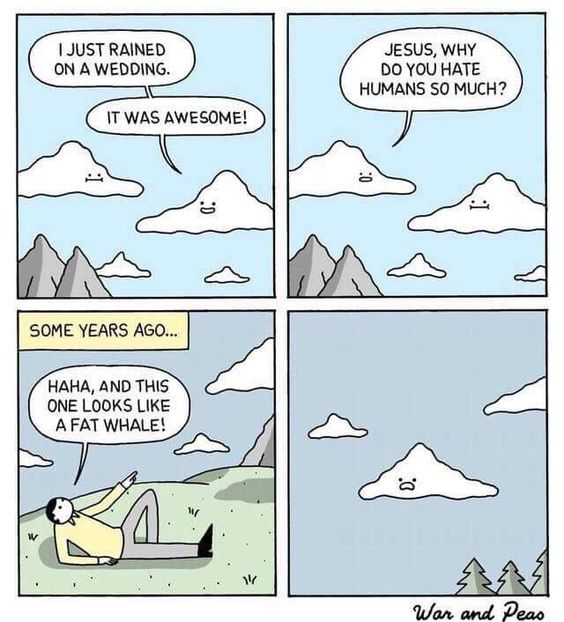 I JUST RAINED
ON A WEDDING.
IT WAS AWESOME!
JESUS, WHY
DO YOU HATE
HUMANS SO MUCH?
SOME YEARS AGO...
HAHA, AND THIS
ONE LOOKS LIKE
A FAT WHALE!
War and Peas